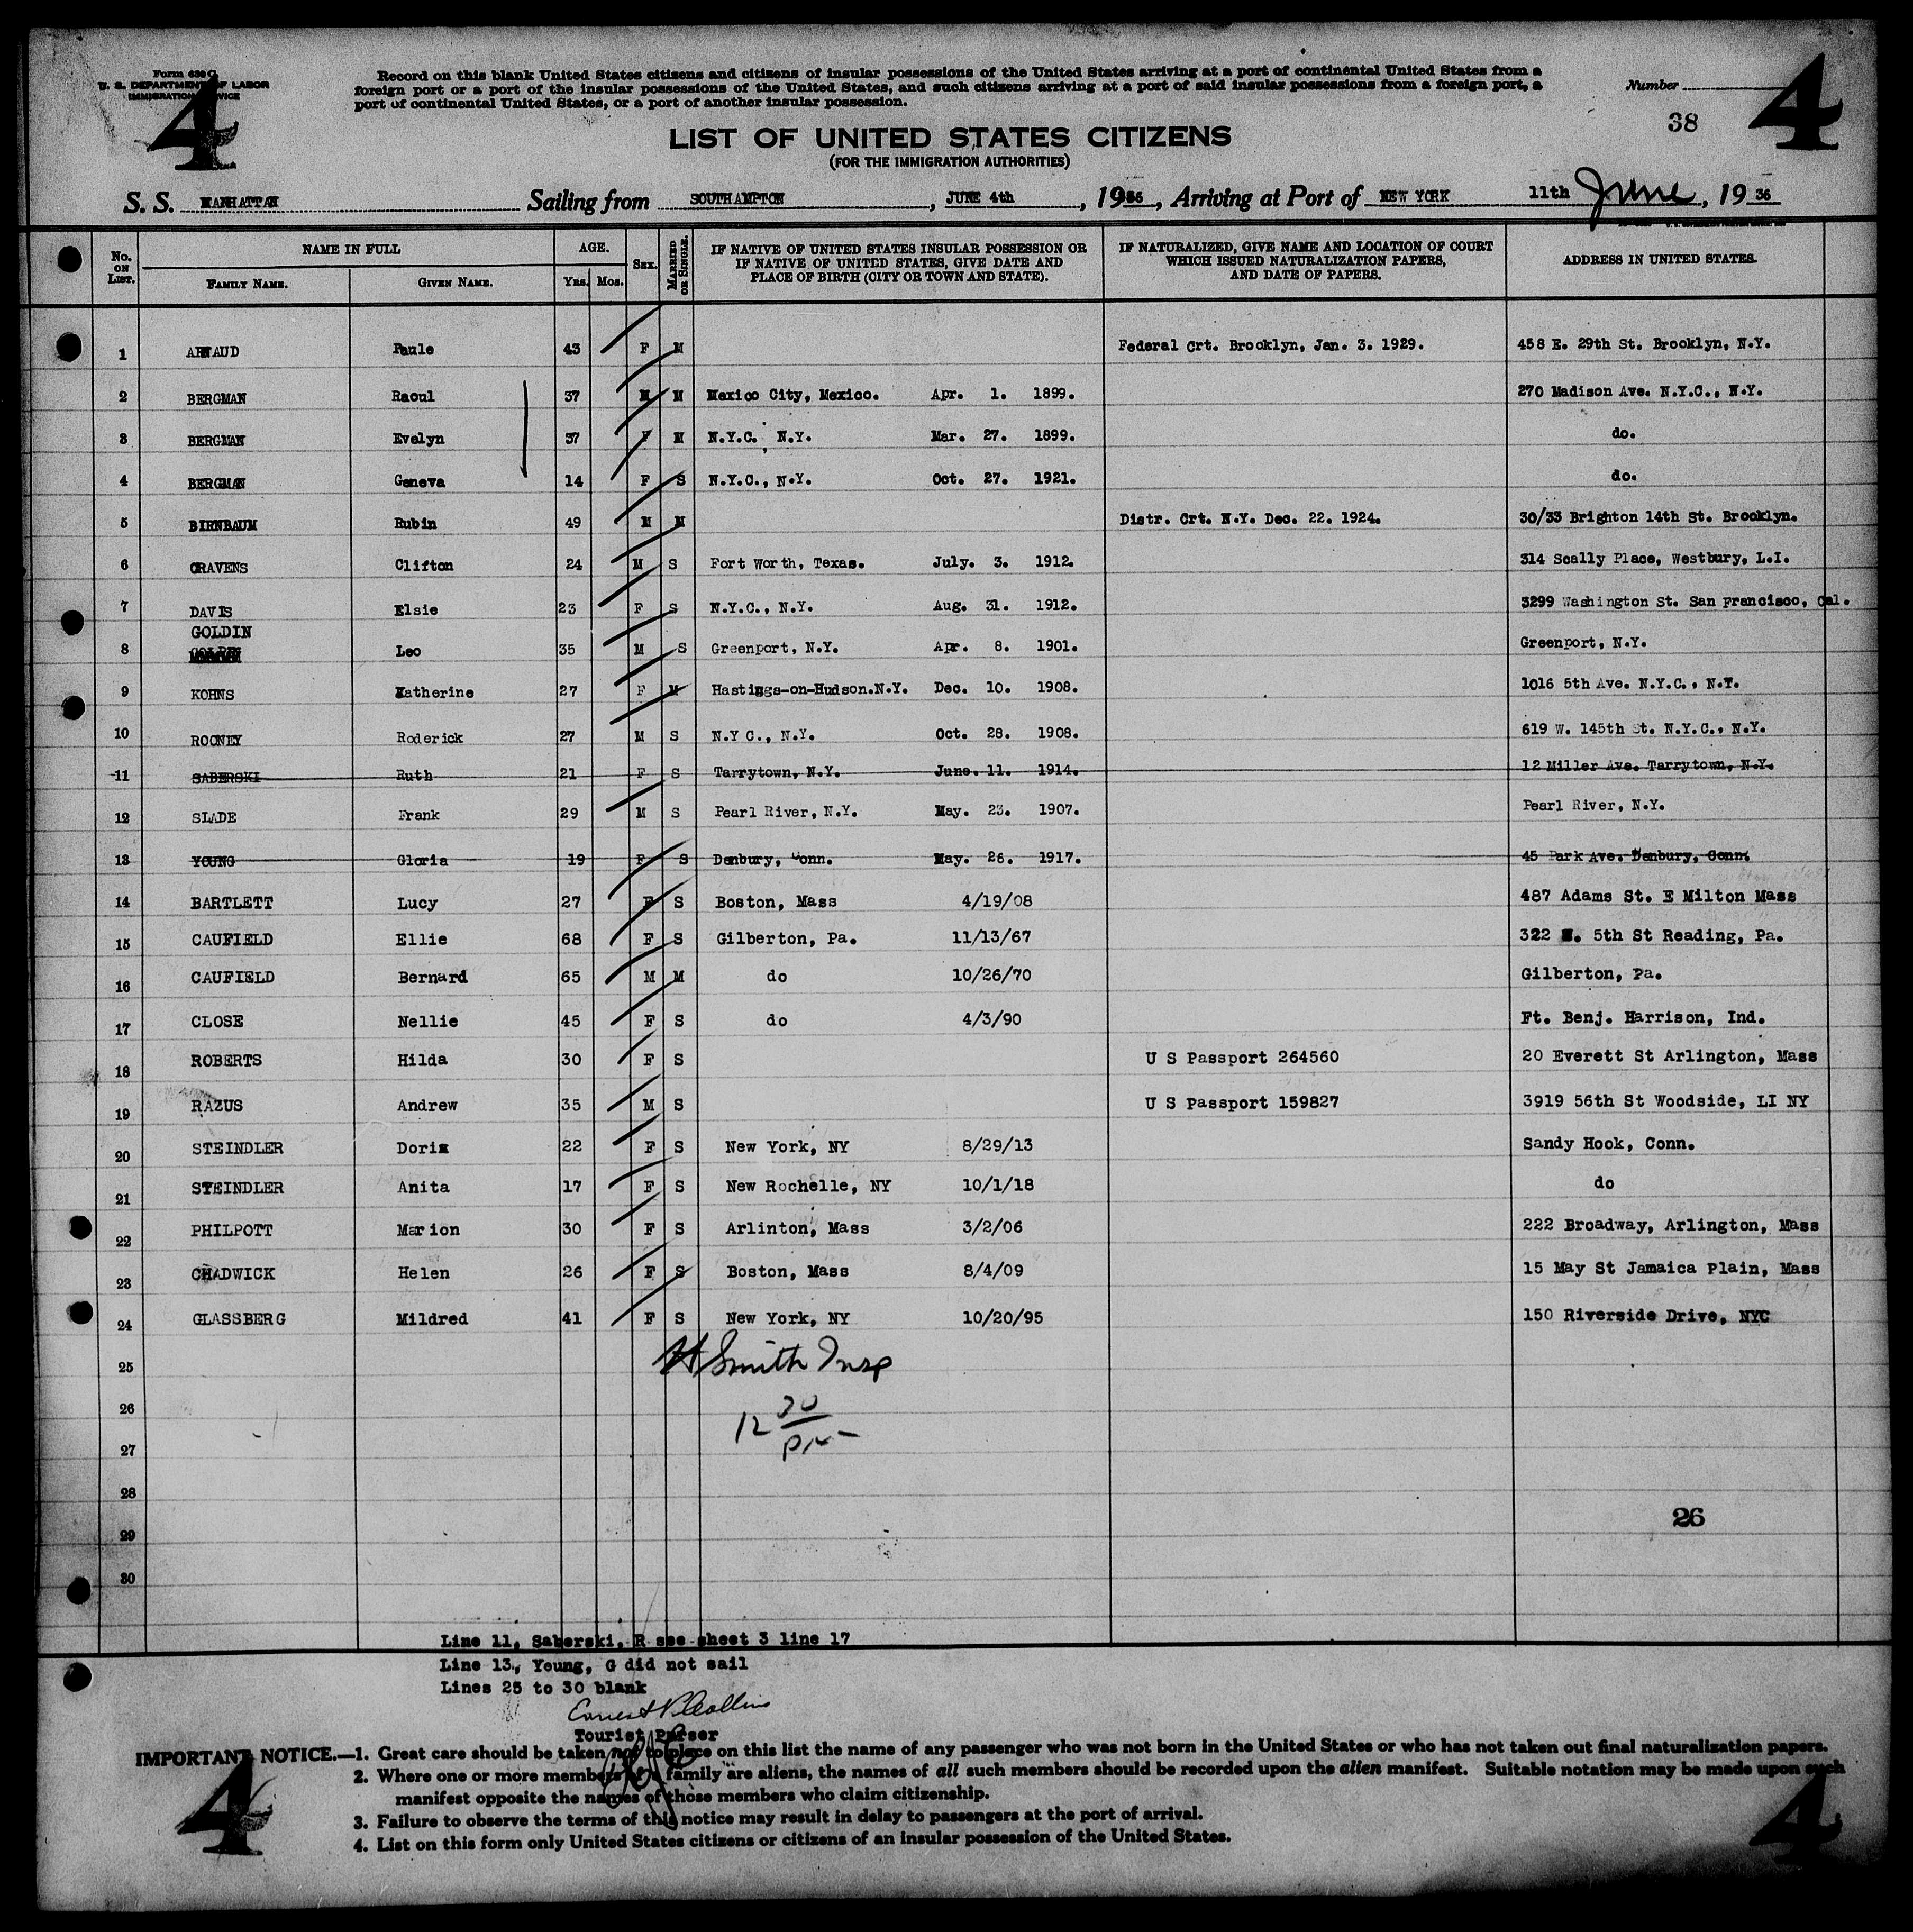 Form 630 C
U. S. DEPARTMENT OF LABOR
IMMIGRATION SERVICE
4
Record on this blank United States citizens and citizens of insular possessions of the United States arriving at a port of continental United States from a
foreign port or a port of the insular possessions of the United States, and such citizens arriving at a port of said insular possessions from a foreign port, a
port of continental United States, or a port of another insular possession.
Number
38
4
LIST OF UNITED STATES CITIZENS
(FOR THE IMMIGRATION AUTHORITIES)
S. S. MANHATTAN Sailing from SOUTHAMPTON, JUNE 4th, 1936, Arriving at Port of NEW YORK 11th June, 1936
No. ON LIST. NAME IN FULL FAMILY NAME. GIVEN NAME. AGE. YRS. MOS. SEX. MARRIED OR SINGLE. IF NATIVE OF UNITED STATES INSULAR POSSESSION OR IF NATIVE OF UNITED STATES, GIVE DATE AND PLACE OF BIRTH (CITY OR TOWN AND STATE). IF NATURALIZED, GIVE NAME AND LOCATION OF COURT WHICH ISSUED NATURALIZATION PAPERS, AND DATE OF PAPERS. ADDRESS IN UNITED STATES.
1 ARNAUD Paule 43 F M Federal Crt. Brooklyn, Jan. 3. 1929. 458 E. 29th St. Brooklyn, N.Y.
2 BERGMAN Raoul 37 M M Mexico City, Mexico. Apr. 1. 1899. 270 Madison Ave. N.Y.C., N.Y.
3 BERGMAN Evelyn 37 F M N.Y.C. N.Y. Mar. 27. 1899. do.
4 BERGMAN Geneva 14 F S N.Y.C., N.Y. Oct. 27. 1921. do.
5 BIRNBAUM Rubin 49 M M Distr. Crt. N.Y. Dec. 22. 1924. 30/33 Brighton 14th St. Brooklyn.
6 CRAVENS Clifton 24 M S Fort Worth, Texas. July. 3. 1912. 314 Scally Place, Westbury, L.I.
7 DAVIS Elsie 23 F S N.Y.C., N.Y. Aug. 31. 1912. 3299 Washington St. San Francisco, Cal.
GOLDIN
8 Leo 35 M S Greenport, N.Y. Apr. 8. 1901. Greenport, N.Y.
9 KOHNS Katherine 27 F M Hastings-on-Hudson.N.Y. Dec. 10. 1908. 1016 5th Ave. N.Y.C., N.Y.
10 ROONEY Roderick 27 M S N.Y C., N.Y. Oct. 28. 1908. 619 W. 145th St. N.Y.C., N.Y.
11 SABERSKI Ruth 21 F S Tarrytown, N.Y. June. 11. 1914. 12 Miller Ave. Tarrytown, N.Y.
12 SLADE Frank 29 M S Pearl River, N.Y. May. 23. 1907. Pearl River, N.Y.
13 YOUNG Gloria 19 F S Denbury, Conn. May. 26. 1917. 45 Park Ave. Danbury, Conn.
14 BARTLETT Lucy 27 F S Boston, Mass 4/19/08 487 Adams St. E Milton Mass
15 CAUFIELD Ellie 68 F S Gilberton, Pa. 11/13/67 322 5th St Reading, Pa.
16 CAUFIELD Bernard 65 M M do 10/26/70 Gilberton, Pa.
17 CLOSE Nellie 45 F S do 4/3/90 Ft. Benj. Harrison, Ind.
18 ROBERTS Hilda 30 F S U S Passport 264560 20 Everett St Arlington, Mass
19 RAZUS Andrew 35 M S U S Passport 159827 3919 56th St Woodside, LI NY
20 STEINDLER Doris 22 F S New York, NY 8/29/13 Sandy Hook, Conn.
21 STEINDLER Anita 17 F S New Rochelle, NY 10/1/18 do
22 PHILPOTT Marion 30 F S Arlinton, Mass 3/2/06 222 Broadway, Arlington, Mass
23 CHADWICK Helen 26 F S Boston, Mass 8/4/09 15 May St Jamaica Plain, Mass
24 GLASSBERG Mildred 41 F S New York, NY 10/20/95 150 Riverside Drive, NYC
25 H Smith Insp
26 12 30 PM
27
28
29 26
30
Line 11, Saberski, R see sheet 3 line 17
Line 13, Young, G did not sail
Lines 25 to 30 blank
Tourist Purser
IMPORTANT NOTICE.—1. Great care should be taken not to place on this list the name of any passenger who was not born in the United States or who has not taken out final naturalization papers.
2. Where one or more members of a family are aliens, the names of all such members should be recorded upon the alien manifest. Suitable notation may be made upon such
manifest opposite the names of those members who claim citizenship.
3. Failure to observe the terms of this notice may result in delay to passengers at the port of arrival.
4. List on this form only United States citizens or citizens of an insular possession of the United States.
4
4